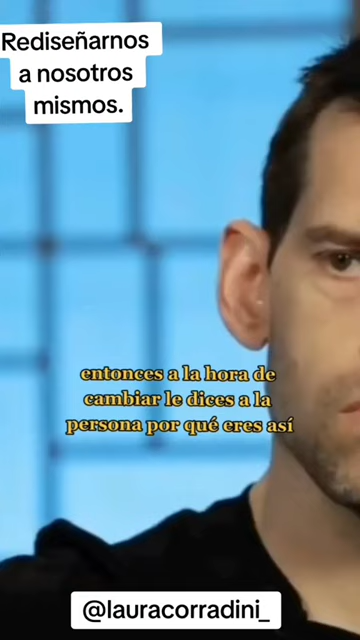 Rediseñarnos
a nosotros
mismos.
entonces a la hora de
cambiar le dices a la
persona por qué eres así
@lauracorradini_